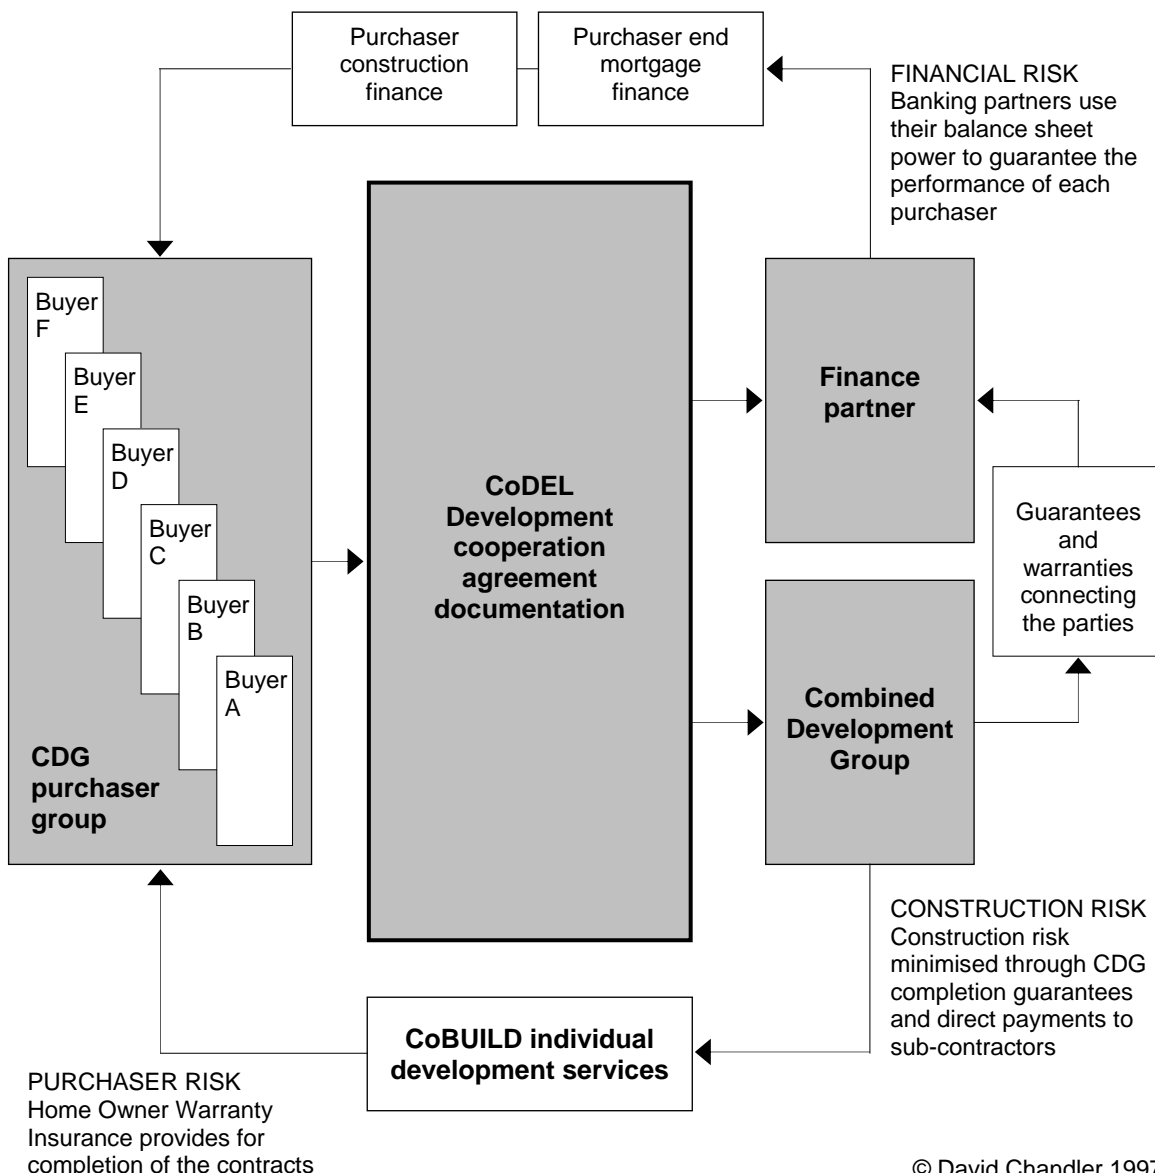 Purchaser
construction
finance
Purchaser end
mortgage
finance
FINANCIAL RISK
Banking partners use
their balance sheet
power to guarantee the
performance of each
purchaser
Buyer
F
Buyer
E
Buyer
D
Buyer
C
Buyer
B
Buyer
A
CDG
purchaser
group
CoDEL
Development
cooperation
agreement
documentation
Finance
partner
Guarantees
and
warranties
connecting
the parties
Combined
Development
Group
CONSTRUCTION RISK
Construction risk
minimised through CDG
completion guarantees
and direct payments to
sub-contractors
CoBUILD individual
development services
PURCHASER RISK
Home Owner Warranty
Insurance provides for
completion of the contracts
© David Chandler 1997